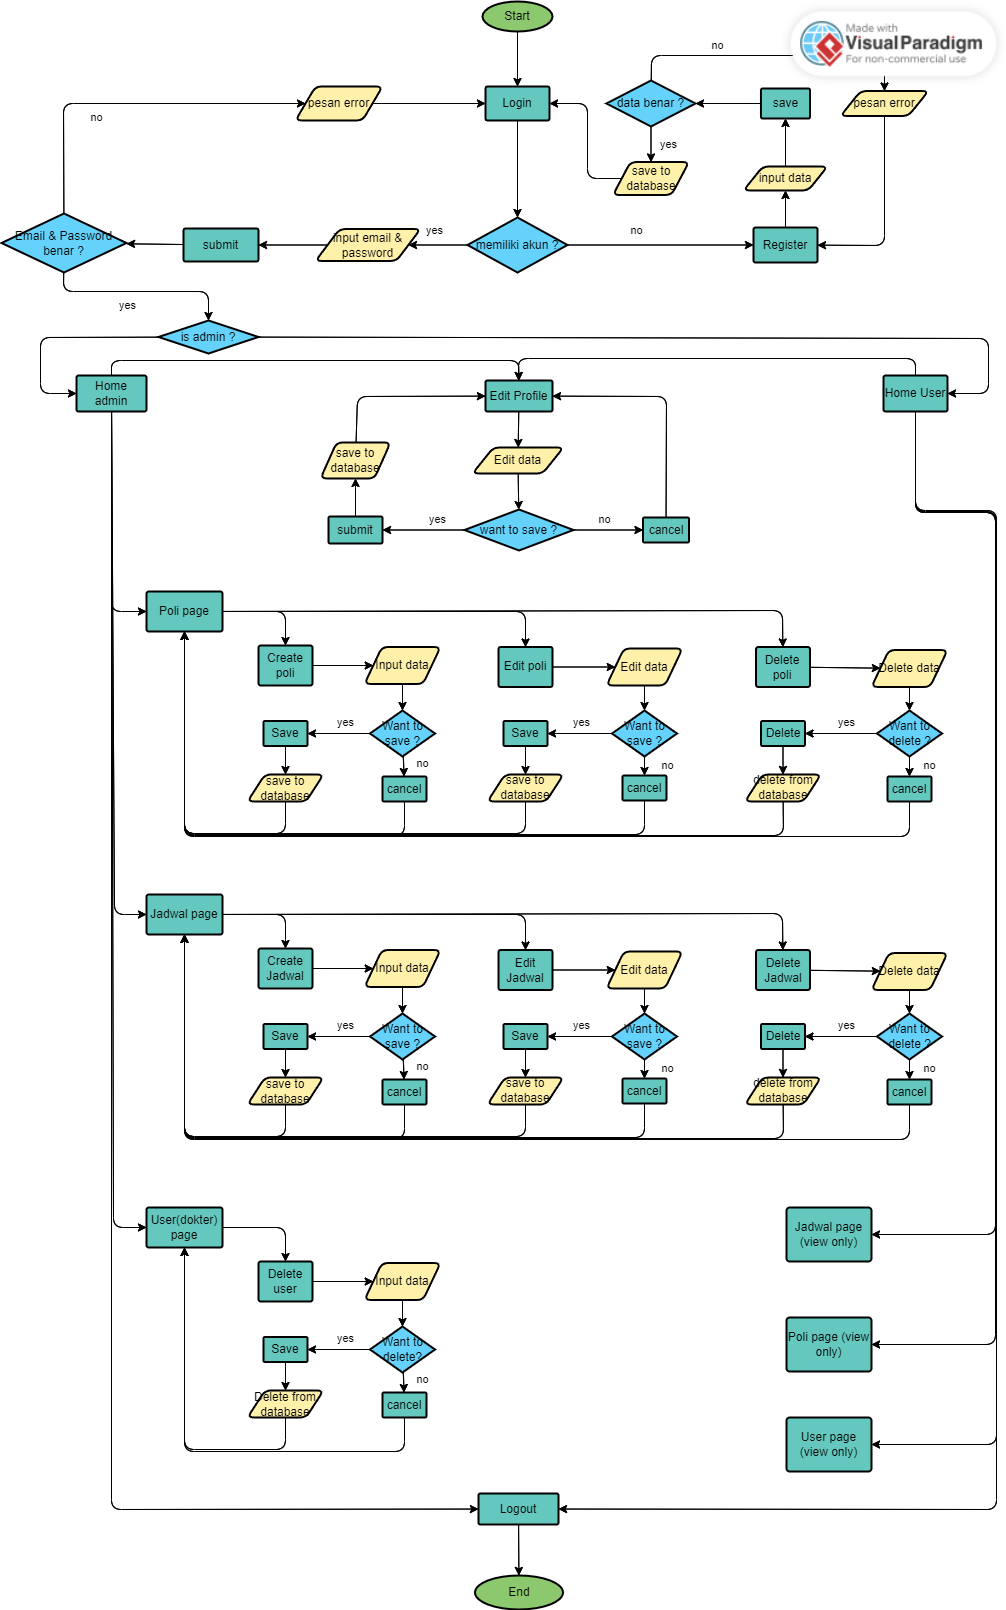 Start
Made with
VisualParadigm
For non-commercial use
no
pesan error
Login
data benar ?
save
pesan error
no
yes
save to
database
input data
Email & Password
benar ?
submit
input email &
password
yes
memiliki akun ?
no
Register
yes
is admin ?
Home
admin
Edit Profile
Home User
save to
database
Edit data
submit
yes
want to save ?
no
cancel
Poli page
Create
poli
Input data
Edit poli
Edit data
Delete
poli
Delete data
Save
yes
Want to
save ?
Save
yes
Want to
save ?
Delete
yes
Want to
delete ?
no
no
no
save to
database
cancel
save to
database
cancel
delete from
database
cancel
Jadwal page
Create
Jadwal
Input data
Edit
Jadwal
Edit data
Delete
Jadwal
Delete data
Save
yes
Want to
save ?
Save
yes
Want to
save ?
Delete
yes
Want to
delete ?
no
no
no
save to
database
cancel
save to
database
cancel
delete from
database
cancel
User(dokter)
page
Jadwal page
(view only)
Delete
user
Input data
Save
yes
Want to
delete?
Poli page (view
only)
no
Delete from
database
cancel
User page
(view only)
Logout
End